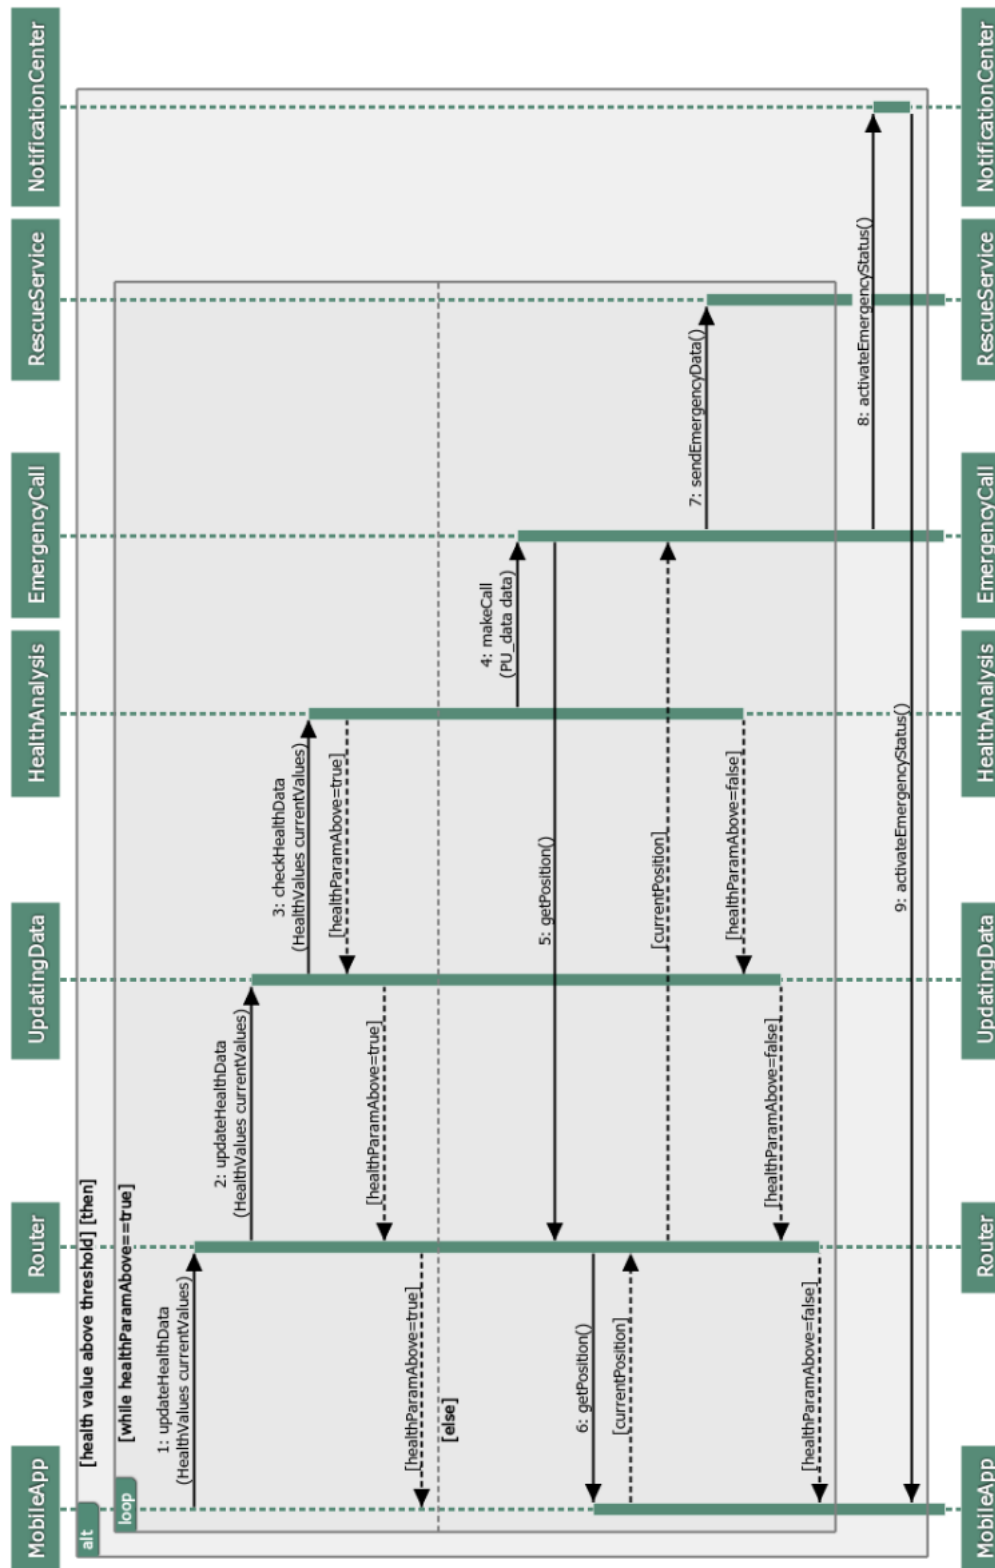 MobileApp
Router
UpdatingData
HealthAnalysis
EmergencyCall
RescueService
NotificationCenter
alt
[health value above threshold] [then]
loop
[while healthParamAbove==true]
1: updateHealthData
(HealthValues currentValues)
2: updateHealthData
(HealthValues currentValues)
3: checkHealthData
(HealthValues currentValues)
[healthParamAbove=true]
[healthParamAbove=true]
[healthParamAbove=true]
[else]
4: makeCall
(PU_data data)
5: getPosition()
6: getPosition()
[currentPosition]
[currentPosition]
7: sendEmergencyData()
[healthParamAbove=false]
[healthParamAbove=false]
[healthParamAbove=false]
8: activateEmergencyStatus()
9: activateEmergencyStatus()
MobileApp
Router
UpdatingData
HealthAnalysis
EmergencyCall
RescueService
NotificationCenter